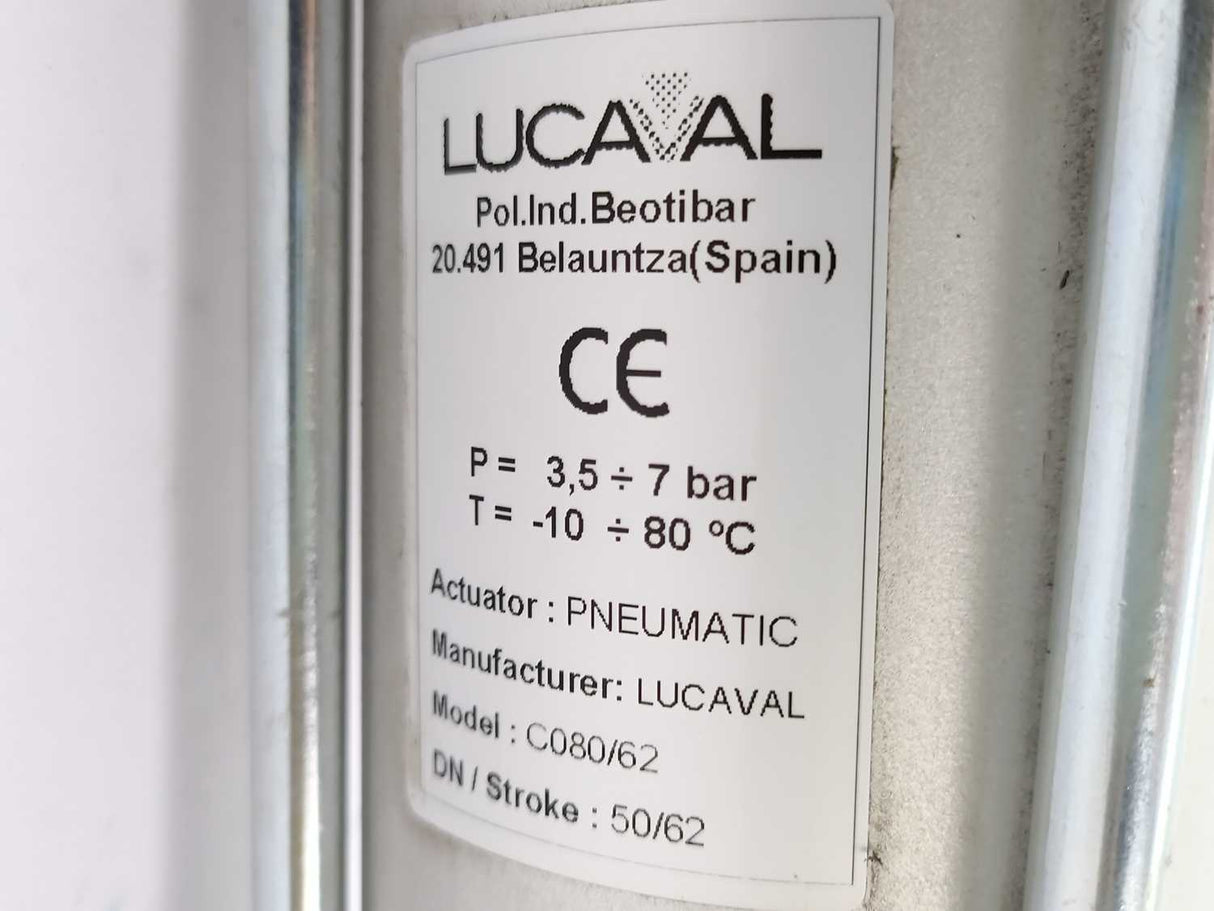 LUCAVAL
Pol.Ind.Beotibar
20.491 Belauntza(Spain)
CE
P = 3,5 ÷ 7 bar
T = -10 ÷ 80 ºC
Actuator : PNEUMATIC
Manufacturer: LUCAVAL
Model : C080/62
DN / Stroke : 50/62